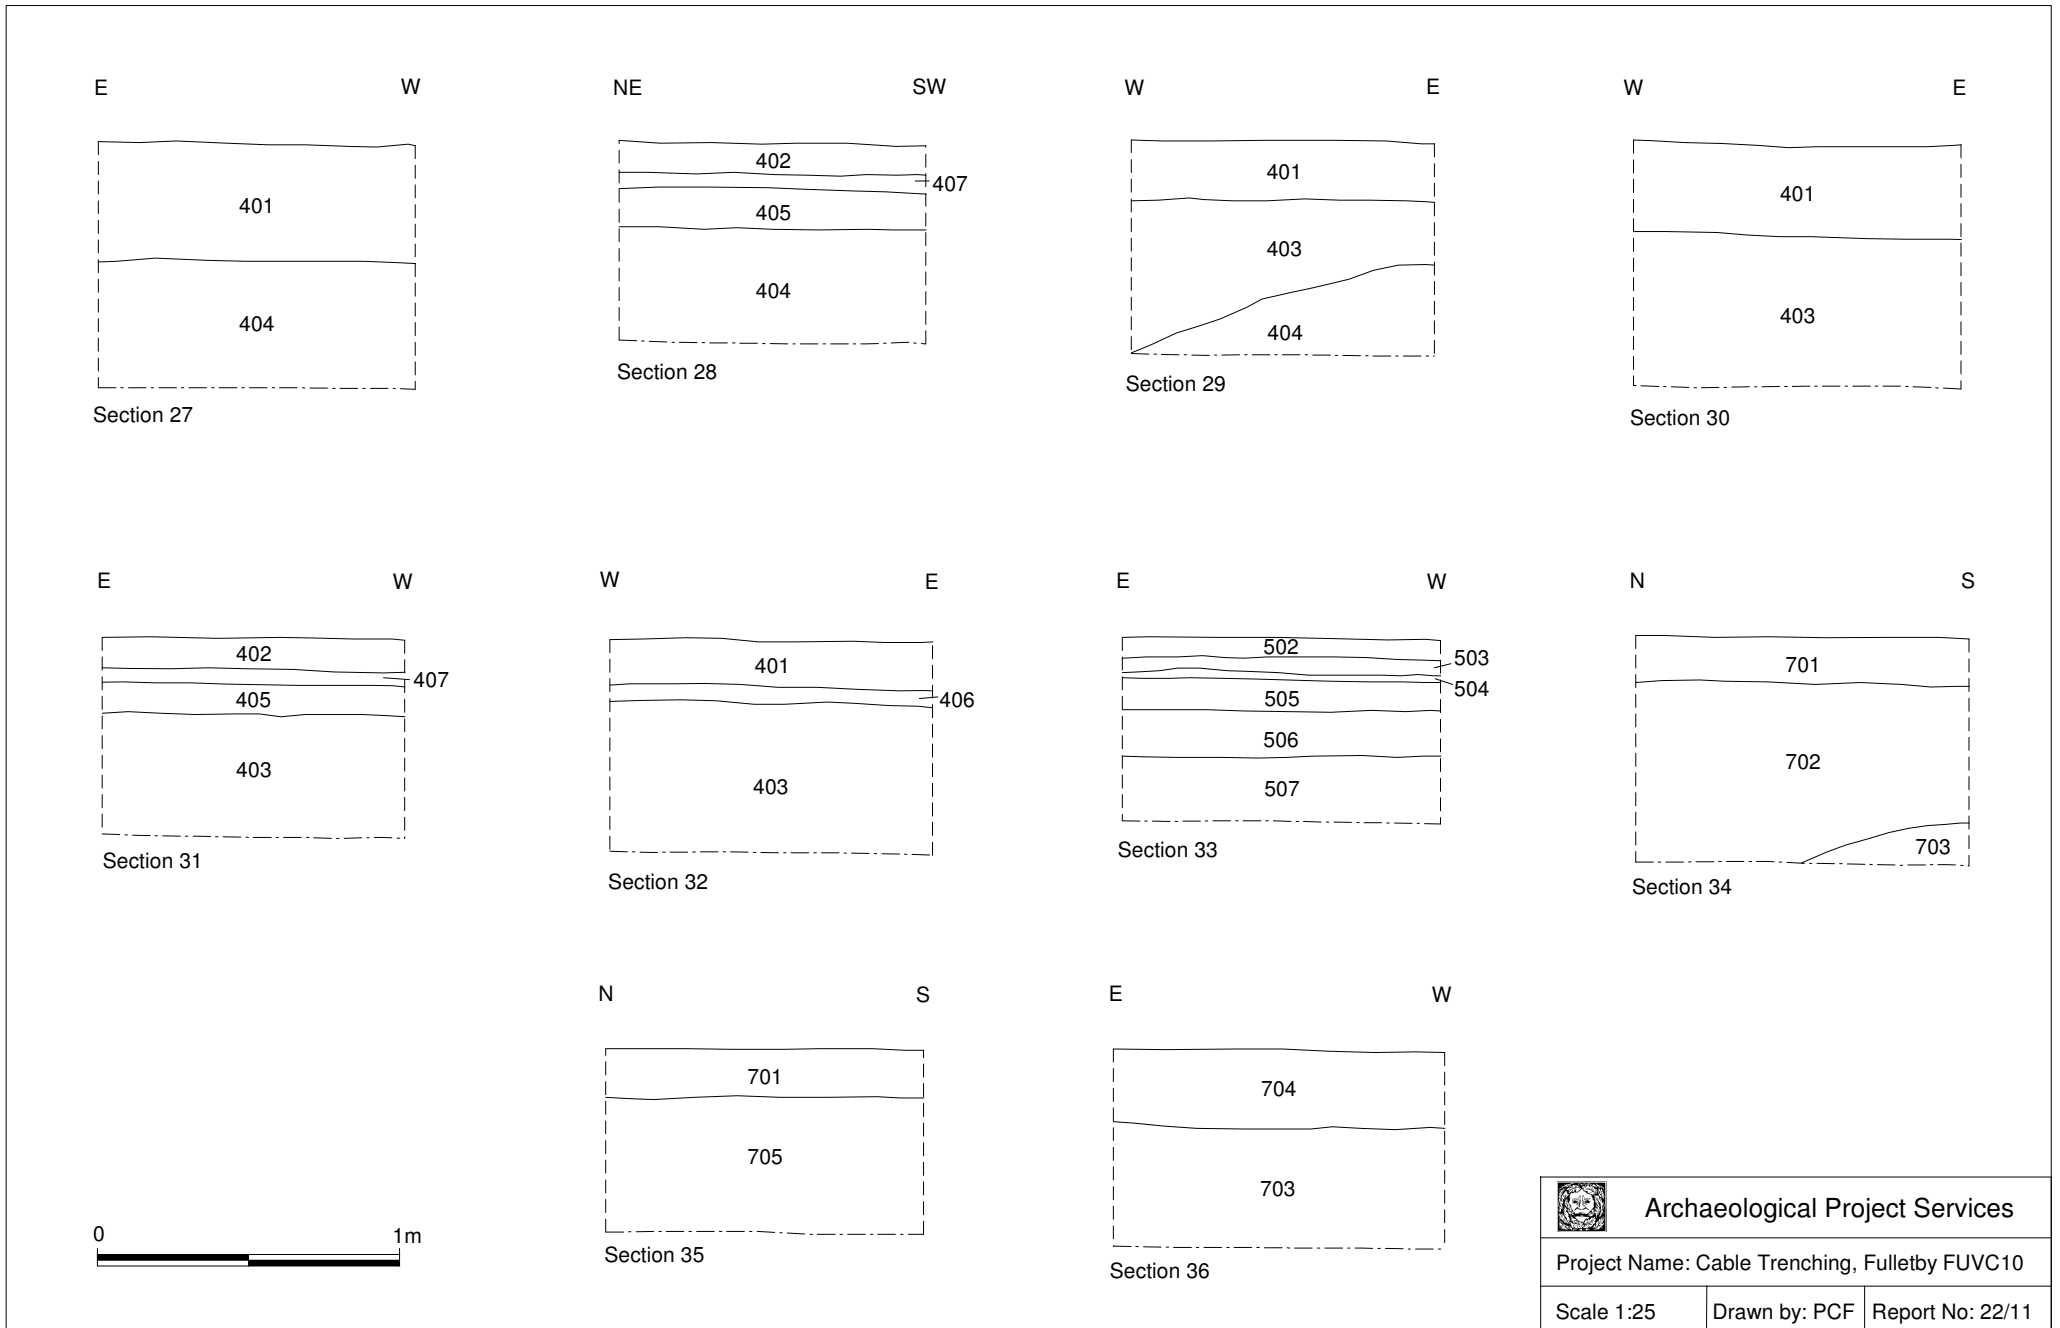 E W
NE SW
W E
W E
401
404
Section 27
402
407
405
404
Section 28
401
403
404
Section 29
401
403
Section 30
E W
W E
E W
N S
402
407
405
403
Section 31
401
406
403
Section 32
502
503
504
505
506
507
Section 33
701
702
703
Section 34
N S
E W
701
705
Section 35
704
703
Section 36
0 1m
Archaeological Project Services
Project Name: Cable Trenching, Fulletby FUVC10
Scale 1:25 Drawn by: PCF Report No: 22/11